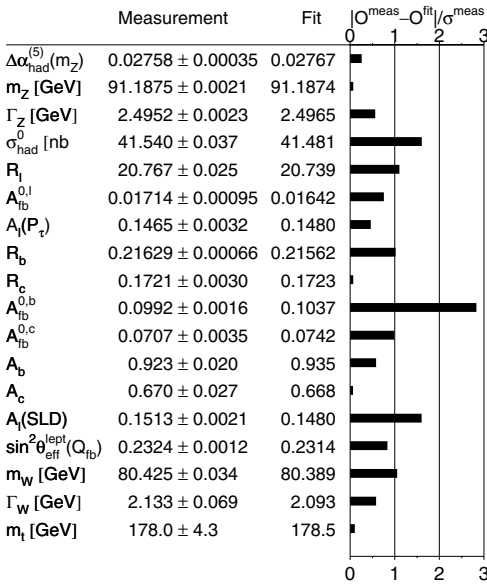 Measurement Fit |O^meas−O^fit|/σ^meas
0 1 2 3
Δα_had^(5)(m_Z) 0.02758 ± 0.00035 0.02767
m_Z [GeV] 91.1875 ± 0.0021 91.1874
Γ_Z [GeV] 2.4952 ± 0.0023 2.4965
σ_had^0 [nb 41.540 ± 0.037 41.481
R_l 20.767 ± 0.025 20.739
A_fb^0,l 0.01714 ± 0.00095 0.01642
A_l(P_τ) 0.1465 ± 0.0032 0.1480
R_b 0.21629 ± 0.00066 0.21562
R_c 0.1721 ± 0.0030 0.1723
A_fb^0,b 0.0992 ± 0.0016 0.1037
A_fb^0,c 0.0707 ± 0.0035 0.0742
A_b 0.923 ± 0.020 0.935
A_c 0.670 ± 0.027 0.668
A_l(SLD) 0.1513 ± 0.0021 0.1480
sin^2θ_eff^lept(Q_fb) 0.2324 ± 0.0012 0.2314
m_W [GeV] 80.425 ± 0.034 80.389
Γ_W [GeV] 2.133 ± 0.069 2.093
m_t [GeV] 178.0 ± 4.3 178.5
0 1 2 3